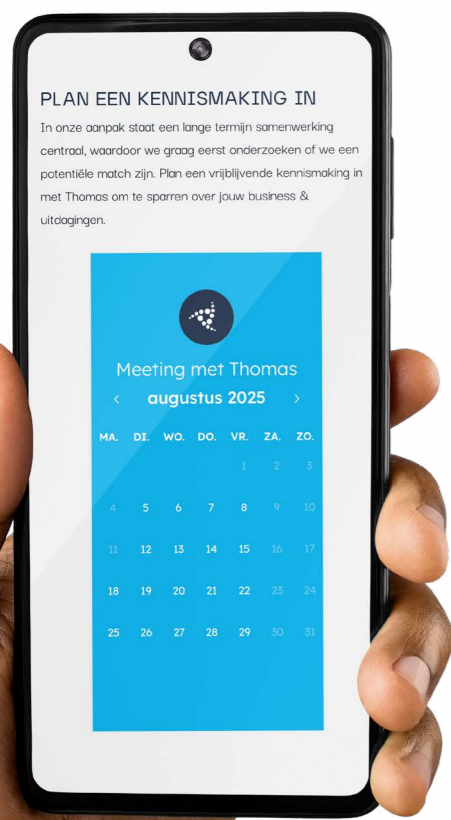 PLAN EEN KENNISMAKING IN
In onze aanpak staat een lange termijn samenwerking
centraal, waardoor we graag eerst onderzoeken of we een
potentiële match zijn. Plan een vrijblijvende kennismaking in
met Thomas om te sparren over jouw business &
uitdagingen.
Meeting met Thomas
‹ augustus 2025 ›
MA. DI. WO. DO. VR. ZA. ZO.
1 2 3
4 5 6 7 8 9 10
11 12 13 14 15 16 17
18 19 20 21 22 23 24
25 26 27 28 29 30 31